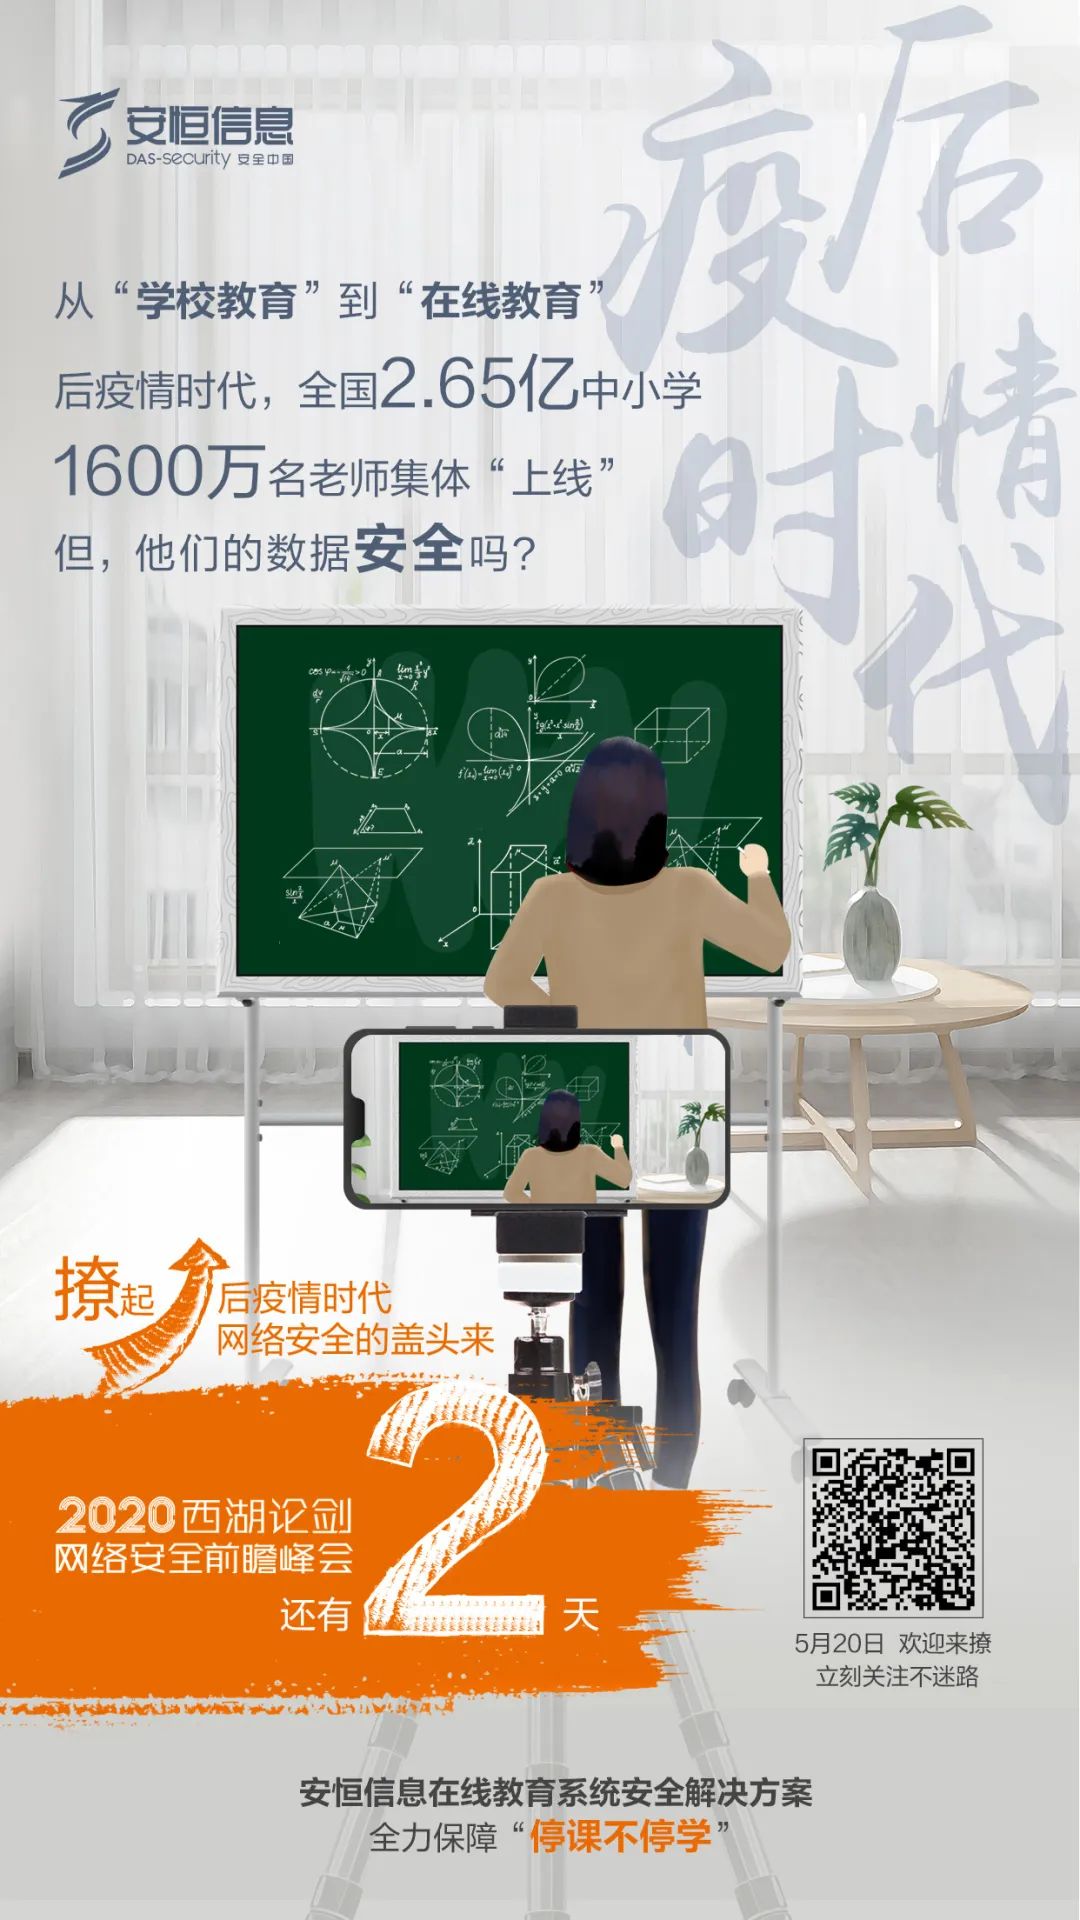 安恒信息
DAS-security 安全中国
后疫情时代
从“学校教育”到“在线教育”
后疫情时代，全国2.65亿中小学
1600万名老师集体“上线”
但，他们的数据安全吗？
撩起
后疫情时代
网络安全的盖头来
2020西湖论剑
网络安全前瞻峰会
还有2天
5月20日 欢迎来撩
立刻关注不迷路
安恒信息在线教育系统安全解决方案
全力保障“停课不停学”